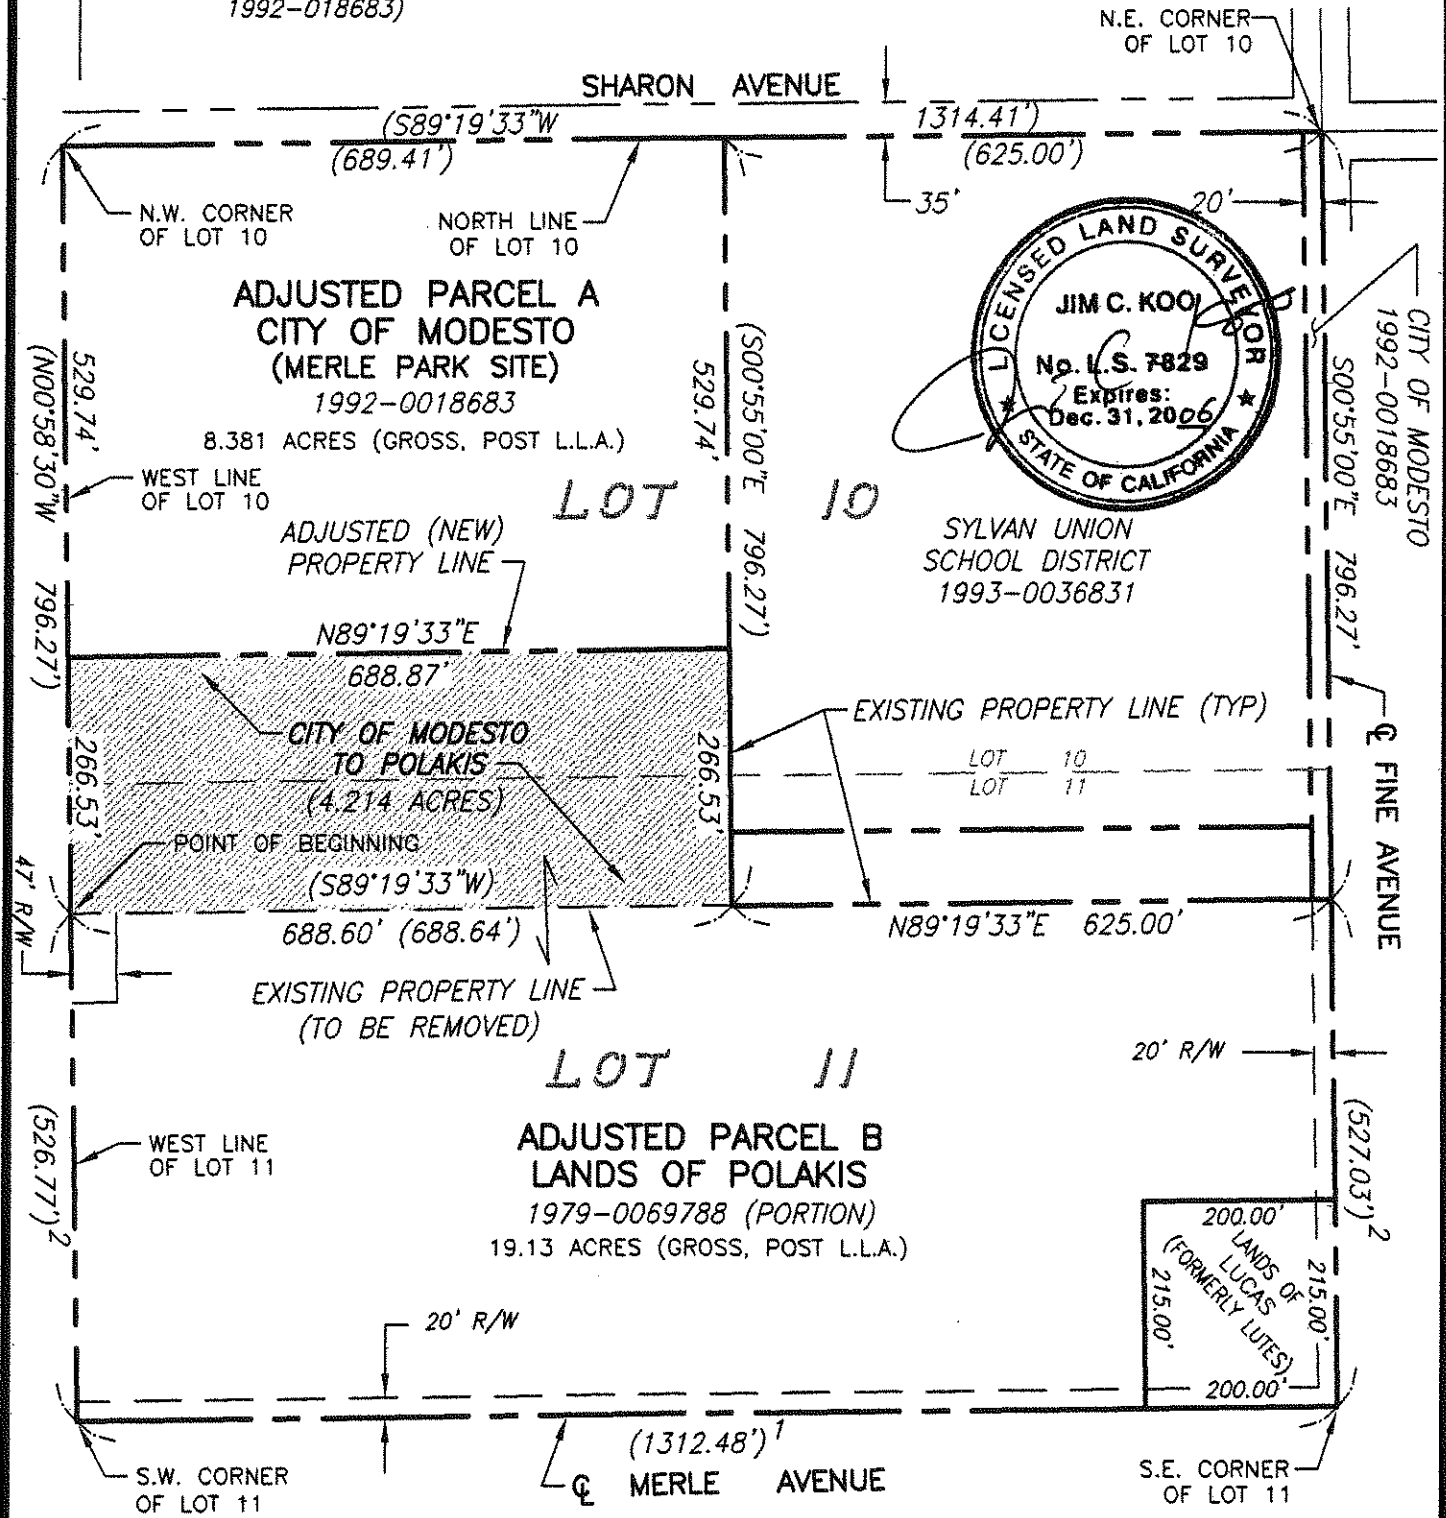 1992-018683)
N.E. CORNER
OF LOT 10
SHARON AVENUE
(S89°19'33"W 1314.41')
(689.41')
(625.00')
35'
20'
N.W. CORNER
OF LOT 10
NORTH LINE
OF LOT 10
LICENSED LAND SURVEYOR
JIM C. KOO
No. L.S. 7829
Expires:
Dec. 31, 2006
STATE OF CALIFORNIA
CITY OF MODESTO
1992-0018683
ADJUSTED PARCEL A
CITY OF MODESTO
(MERLE PARK SITE)
1992-0018683
8.381 ACRES (GROSS, POST L.L.A.)
529.74'
(N00°58'30"W 796.27')
529.74'
(S00°55'00"E 796.27')
S00°55'00"E 796.27'
WEST LINE
OF LOT 10
LOT 10
ADJUSTED (NEW)
PROPERTY LINE
SYLVAN UNION
SCHOOL DISTRICT
1993-0036831
N89°19'33"E
688.87'
EXISTING PROPERTY LINE (TYP)
CITY OF MODESTO
TO POLAKIS
(4.214 ACRES)
266.53'
266.53'
LOT 10
LOT 11
℄ FINE AVENUE
POINT OF BEGINNING
(S89°19'33"W)
688.60' (688.64')
N89°19'33"E 625.00'
47' R/W
EXISTING PROPERTY LINE
(TO BE REMOVED)
LOT 11
20' R/W
(526.77')2
WEST LINE
OF LOT 11
(527.03')2
ADJUSTED PARCEL B
LANDS OF POLAKIS
1979-0069788 (PORTION)
19.13 ACRES (GROSS, POST L.L.A.)
200.00'
LANDS OF
LUCAS
(FORMERLY LUTES)
215.00'
215.00'
200.00'
20' R/W
(1312.48')1
℄ MERLE AVENUE
S.W. CORNER
OF LOT 11
S.E. CORNER
OF LOT 11